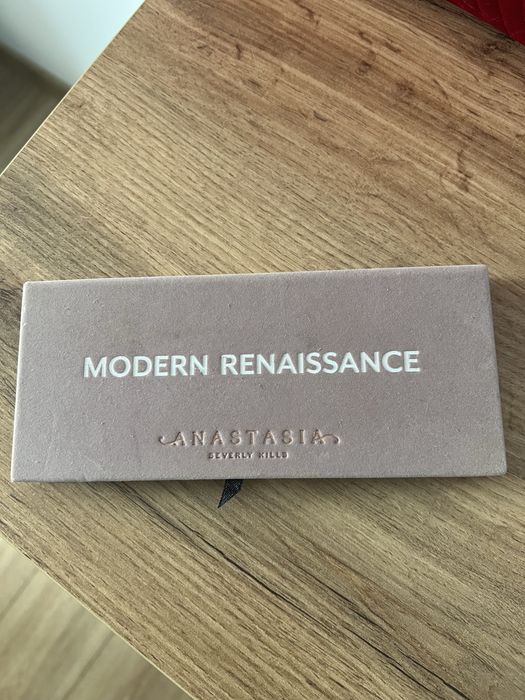 MODERN RENAISSANCE
ANASTASIA
BEVERLY HILLS